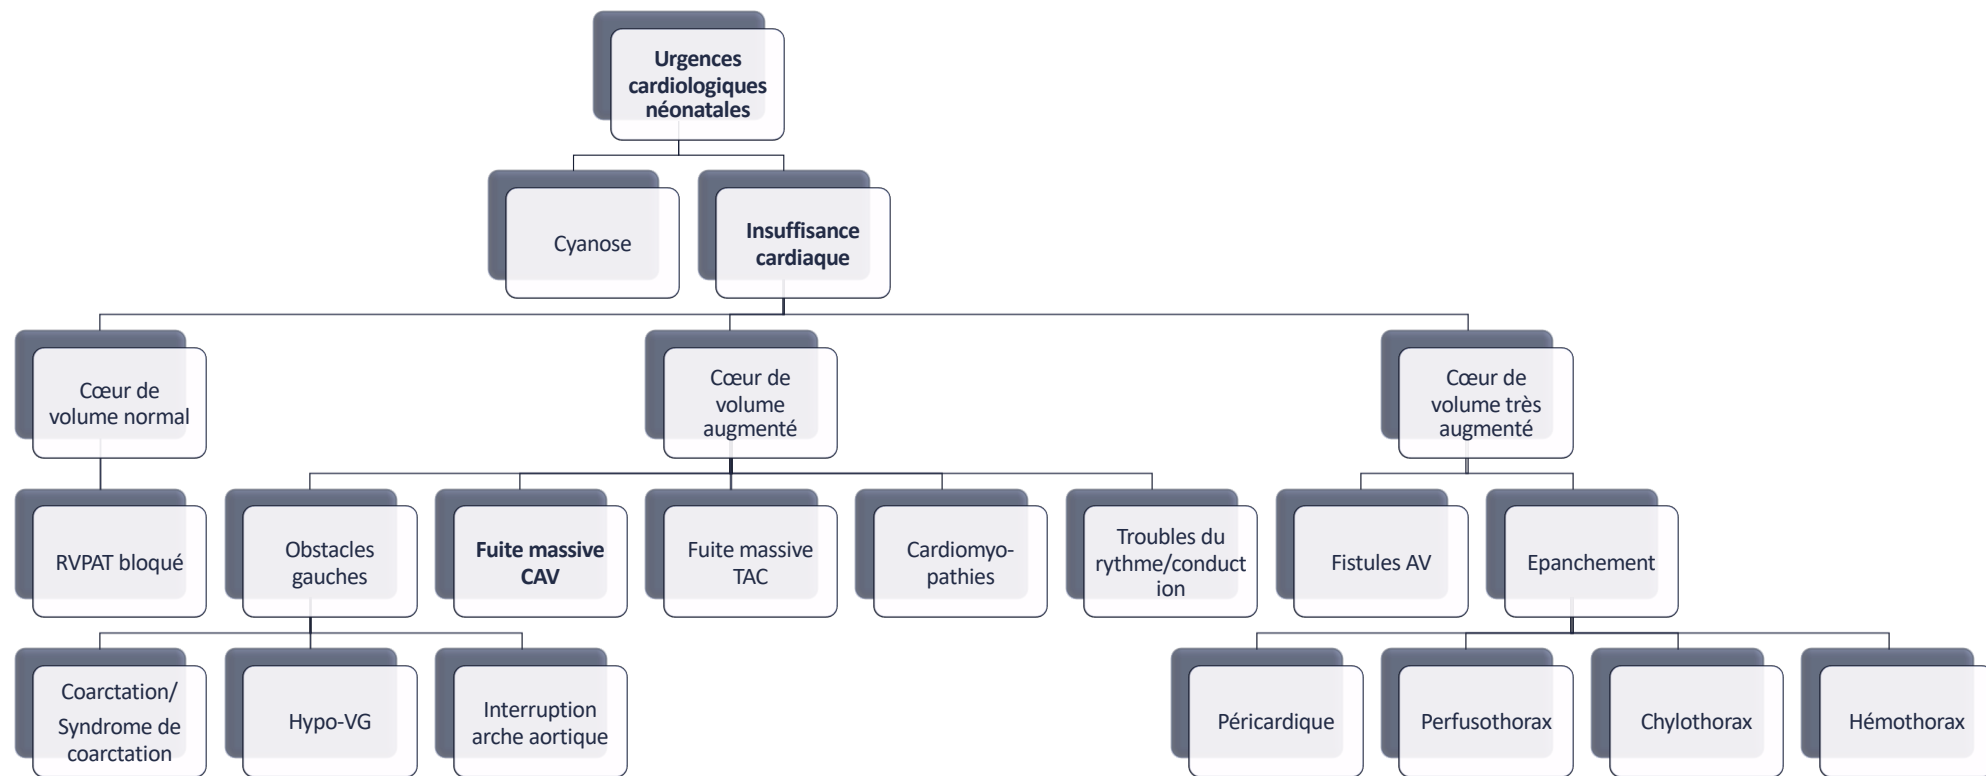 Urgences
cardiologiques
néonatales
Cyanose
Insuffisance
cardiaque
Cœur de
volume normal
Cœur de
volume
augmenté
Cœur de
volume très
augmenté
RVPAT bloqué
Obstacles
gauches
Fuite massive
CAV
Fuite massive
TAC
Cardiomyo-
pathies
Troubles du
rythme/conduct
ion
Fistules AV
Epanchement
Coarctation/
Syndrome de
coarctation
Hypo-VG
Interruption
arche aortique
Péricardique
Perfusothorax
Chylothorax
Hémothorax